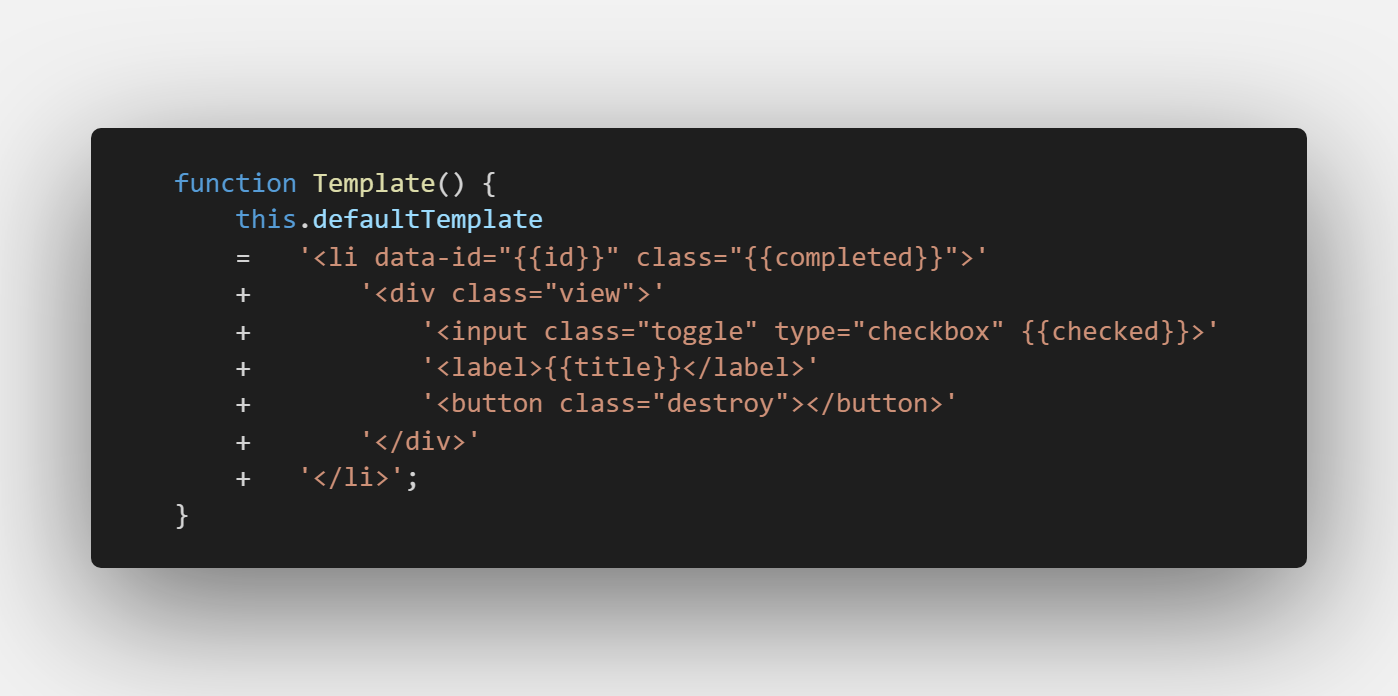 function Template() {
    this.defaultTemplate
    =   '<li data-id="{{id}}" class="{{completed}}">'
    +       '<div class="view">'
    +           '<input class="toggle" type="checkbox" {{checked}}>'
    +           '<label>{{title}}</label>'
    +           '<button class="destroy"></button>'
    +       '</div>'
    +   '</li>';
}